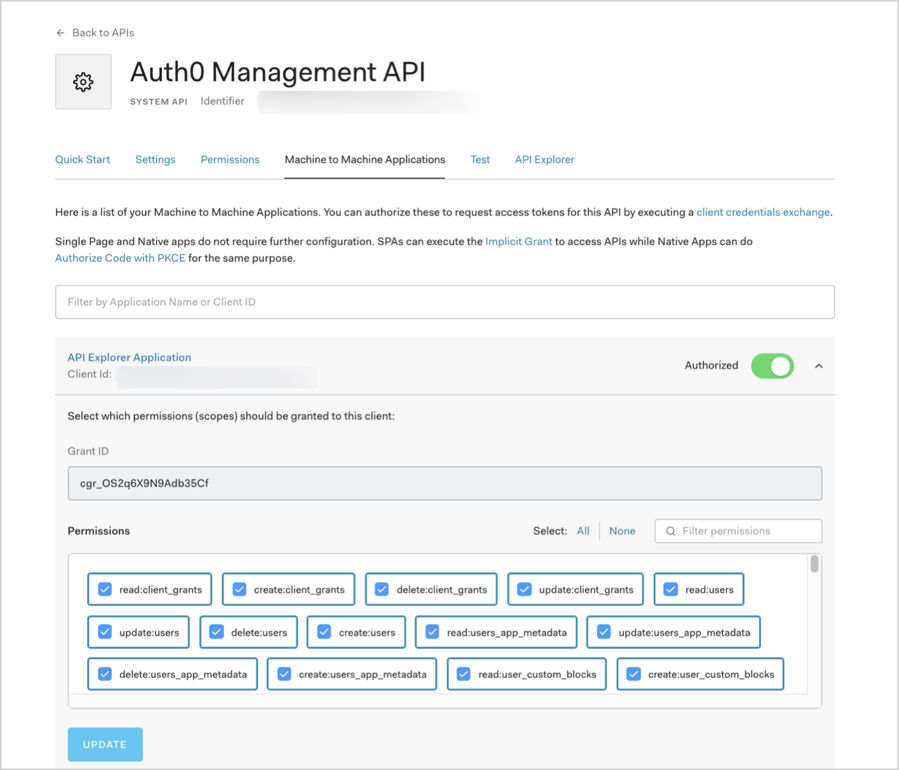 Back to APIs
Auth0 Management API
SYSTEM API Identifier
Quick Start Settings Permissions Machine to Machine Applications Test API Explorer
Here is a list of your Machine to Machine Applications. You can authorize these to request access tokens for this API by executing a client credentials exchange.
Single Page and Native apps do not require further configuration. SPAs can execute the Implicit Grant to access APIs while Native Apps can do
Authorize Code with PKCE for the same purpose.
Filter by Application Name or Client ID
API Explorer Application
Client Id:
Authorized
Select which permissions (scopes) should be granted to this client:
Grant ID
cgr_OS2q6X9N9Adb35Cf
Permissions Select: All None Filter permissions
read:client_grants create:client_grants delete:client_grants update:client_grants read:users
update:users delete:users create:users read:users_app_metadata update:users_app_metadata
delete:users_app_metadata create:users_app_metadata read:user_custom_blocks create:user_custom_blocks
UPDATE